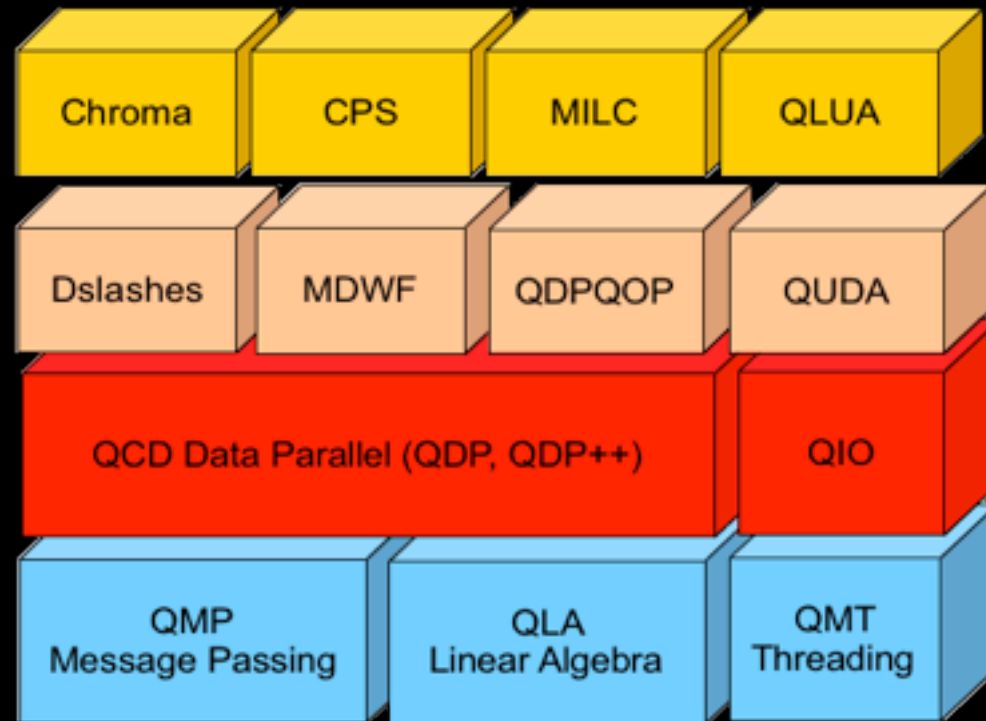 Chroma
CPS
MILC
QLUA
Dslashes
MDWF
QDPQOP
QUDA
QCD Data Parallel (QDP, QDP++)
QIO
QMP
Message Passing
QLA
Linear Algebra
QMT
Threading